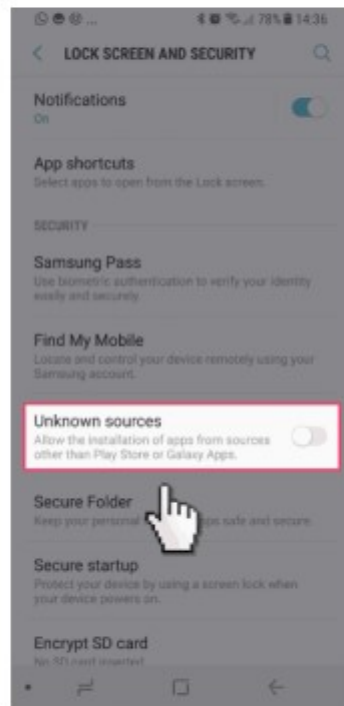 78% 14:36
LOCK SCREEN AND SECURITY
Notifications
On
App shortcuts
Select apps to open from the Lock screen.
SECURITY
Samsung Pass
Use biometric authentication to verify your identity
easily and securely.
Find My Mobile
Locate and control your device remotely using your
Samsung account.
Unknown sources
Allow the installation of apps from sources
other than Play Store or Galaxy Apps.
Secure Folder
Keep your personal safe and secure.
Secure startup
Protect your device by using a screen lock when
your device powers on.
Encrypt SD card
No SD card inserted